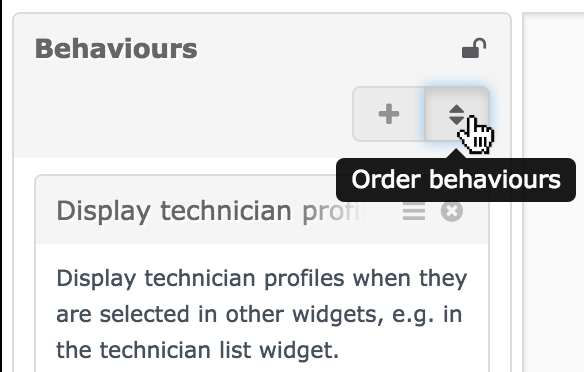 Behaviours
Order behaviours
Display technician profi
Display technician profiles when they
are selected in other widgets, e.g. in
the technician list widget.